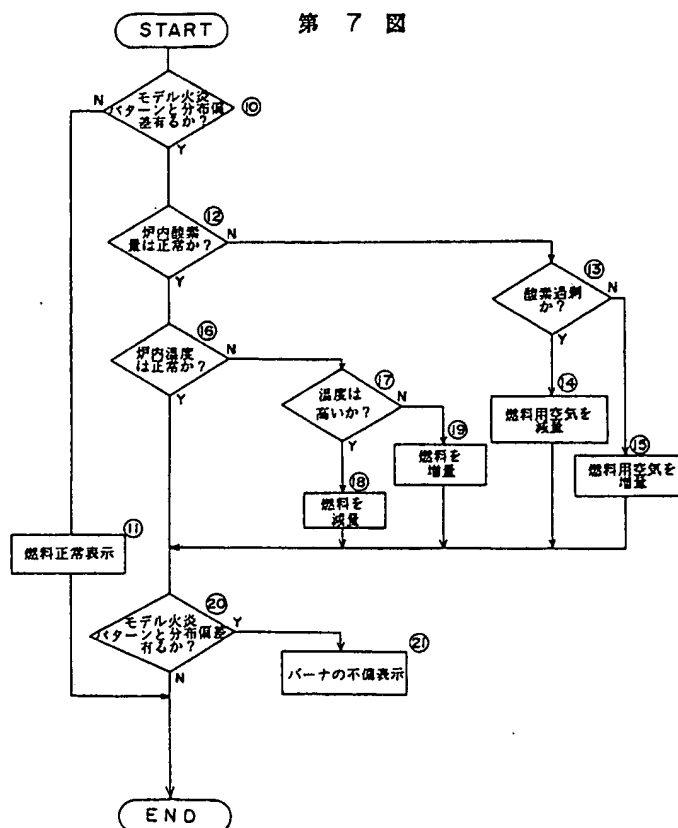 第 7 図
START
モデル火炎
パターンと分布偏
差有るか?
⑩
N
Y
炉内酸素
量は正常か?
⑫
N
Y
酸素過剰
か?
⑬
N
Y
炉内温度
は正常か?
⑯
N
Y
温度は
高いか?
⑰
N
Y
⑭
燃料用空気を
減量
⑲
燃料を
増量
⑮
燃料用空気を
増量
⑱
燃料を
減量
⑪
燃料正常表示
モデル火炎
パターンと分布偏差
有るか?
⑳
Y
N
㉑
バーナの不偏表示
END